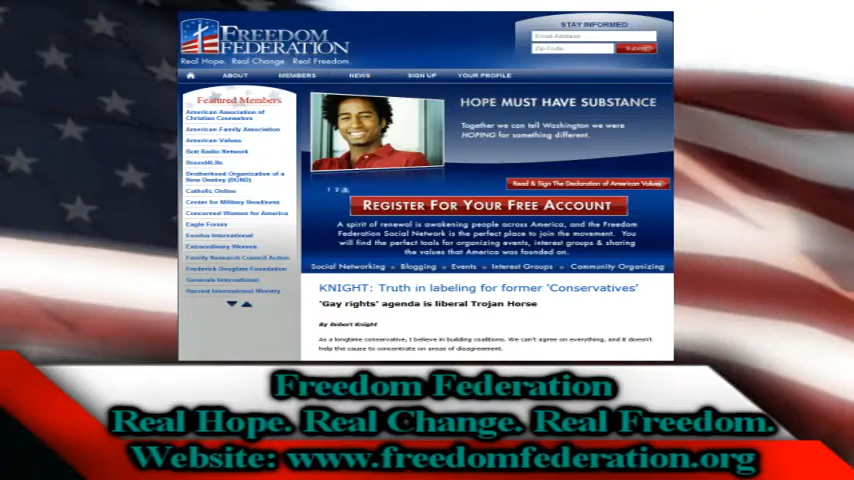 FREEDOM
FEDERATION
Real Hope. Real Change. Real Freedom.
STAY INFORMED
Email Address
Zip Code
Submit
ABOUT MEMBERS NEWS SIGN UP YOUR PROFILE
Featured Members
American Association of
Christian Counselors
American Family Association
American Values
Bott Radio Network
Bound4Life
Brotherhood Organization of a
New Destiny (BOND)
Catholic Online
Center for Military Readiness
Concerned Women for America
Eagle Forum
Exodus International
Extraordinary Women
Family Research Council Action
Frederick Douglass Foundation
Generals International
Harvest International Ministry
HOPE MUST HAVE SUBSTANCE
Together we can tell Washington we were
HOPING for something different.
1 2 3
Read & Sign The Declaration of American Values
REGISTER FOR YOUR FREE ACCOUNT
A spirit of renewal is awakening people across America, and the Freedom
Federation Social Network is the perfect place to join the movement. You
will find the perfect tools for organizing events, interest groups & sharing
the values that America was founded on.
Social Networking Blogging Events Interest Groups Community Organizing
KNIGHT: Truth in labeling for former 'Conservatives'
'Gay rights' agenda is liberal Trojan Horse
By Robert Knight
As a longtime conservative, I believe in building coalitions. We can't agree on everything, and it doesn't
help the cause to concentrate on areas of disagreement.
Freedom Federation
Real Hope. Real Change. Real Freedom.
Website: www.freedomfederation.org